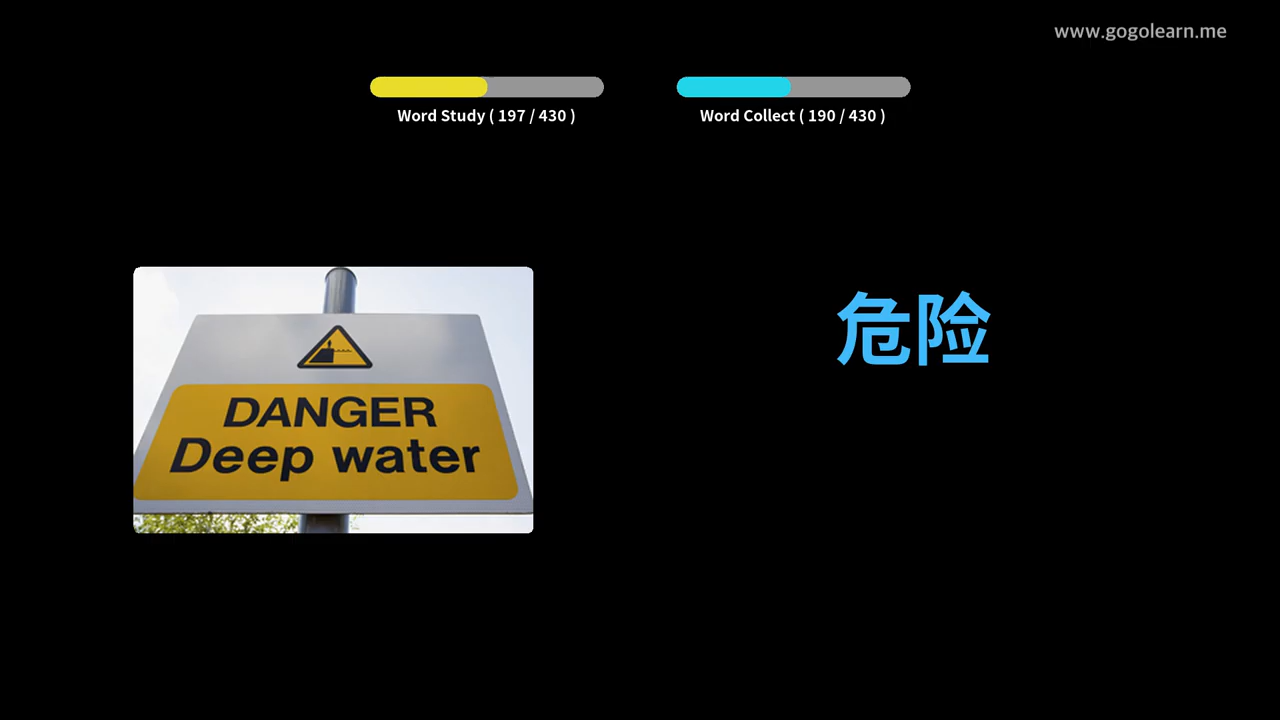 www.gogolearn.me
Word Study ( 197 / 430 )
Word Collect ( 190 / 430 )
DANGER
Deep water
危险